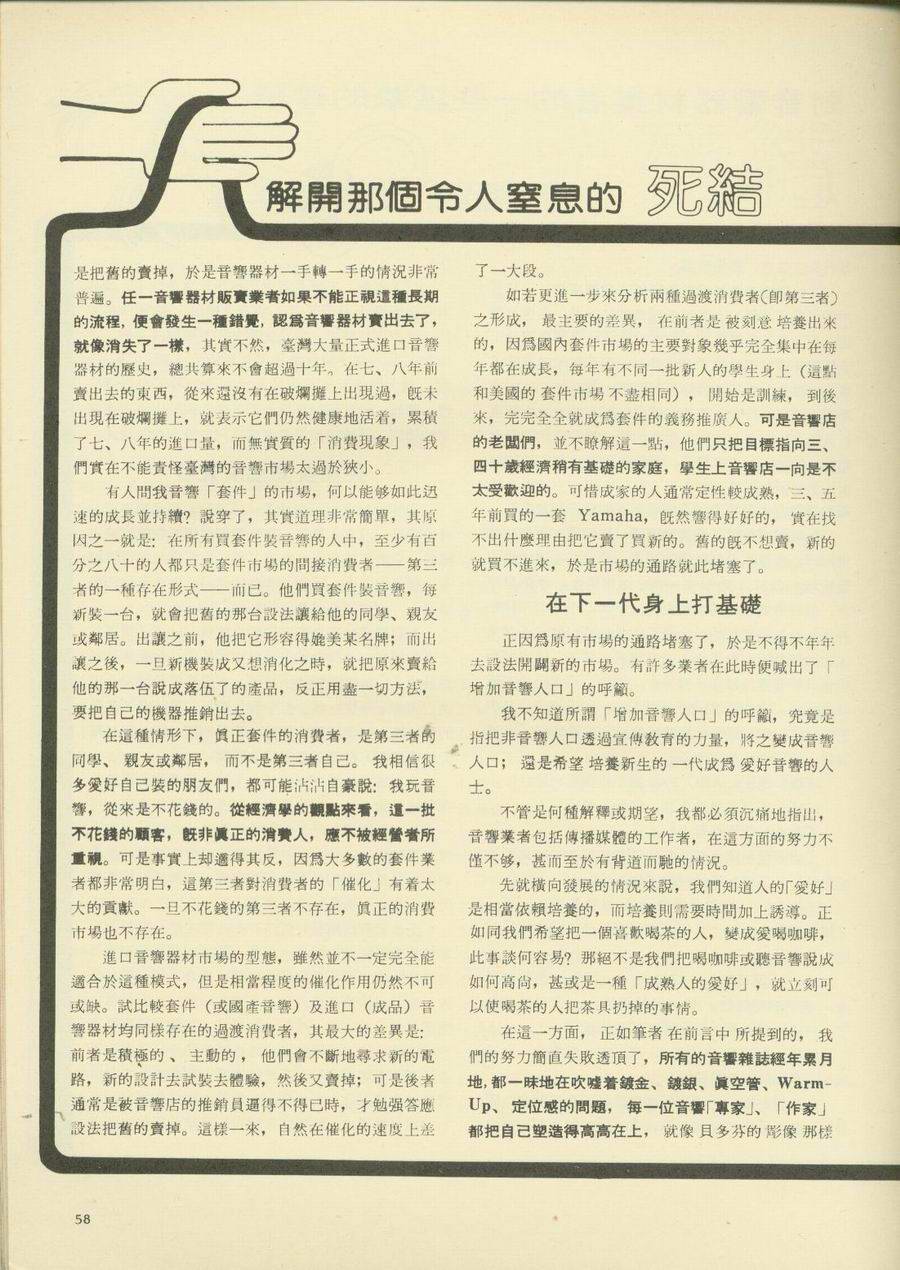 解開那個令人窒息的 死結
是把舊的賣掉，於是音響器材一手轉一手的情況非常
普遍。任一音響器材販賣業者如果不能正視這種長期
的流程，便會發生一種錯覺，認爲音響器材賣出去了，
就像消失了一樣，其實不然，臺灣大量正式進口音響
器材的歷史，總共算來不會超過十年。在七、八年前
賣出去的東西，從來還沒有在破爛攤上出現過，旣未
出現在破爛攤上，就表示它們仍然健康地活着，累積
了七、八年的進口量，而無實質的「消費現象」，我
們實在不能責怪臺灣的音響市場太過於狹小。
有人問我音響「套件」的市場，何以能够如此迅
速的成長並持續？說穿了，其實道理非常簡單，其原
因之一就是：在所有買套件裝音響的人中，至少有百
分之八十的人都只是套件市場的間接消費者——第三
者的一種存在形式——而已。他們買套件裝音響，每
新裝一台，就會把舊的那台設法讓給他的同學、親友
或鄰居。出讓之前，他把它形容得媲美某名牌；而出
讓之後，一旦新機裝成又想消化之時，就把原來賣給
他的那一台說成落伍了的產品，反正用盡一切方法，
要把自己的機器推銷出去。
在這種情形下，眞正套件的消費者，是第三者的
同學、親友或鄰居，而不是第三者自己。我相信很
多愛好自己裝的朋友們，都可能沾沾自豪說：我玩音
響，從來是不花錢的。從經濟學的觀點來看，這一批
不花錢的顧客，旣非眞正的消費人，應不被經營者所
重視。可是事實上却適得其反，因爲大多數的套件業
者都非常明白，這第三者對消費者的「催化」有着太
大的貢獻。一旦不花錢的第三者不存在，眞正的消費
市場也不存在。
進口音響器材市場的型態，雖然並不一定完全能
適合於這種模式，但是相當程度的催化作用仍然不可
或缺。試比較套件（或國產音響）及進口（成品）音
響器材均同樣存在的過渡消費者，其最大的差異是：
前者是積極的、主動的，他們會不斷地尋求新的電
路，新的設計去試裝去體驗，然後又賣掉；可是後者
通常是被音響店的推銷員逼得不得已時，才勉强答應
設法把舊的賣掉。這樣一來，自然在催化的速度上差
了一大段。
如若更進一步來分析兩種過渡消費者（卽第三者）
之形成，最主要的差異，在前者是被刻意培養出來
的，因爲國內套件市場的主要對象幾乎完全集中在每
年都在成長，每年有不同一批新人的學生身上（這點
和美國的套件市場不盡相同），開始是訓練，到後
來，完完全全就成爲套件的義務推廣人。可是音響店
的老闆們，並不瞭解這一點，他們只把目標指向三、
四十歲經濟稍有基礎的家庭，學生上音響店一向是不
太受歡迎的。可惜成家的人通常定性較成熟，三、五
年前買的一套 Yamaha，旣然響得好好的，實在找
不出什麼理由把它賣了買新的。舊的旣不想賣，新的
就買不進來，於是市場的通路就此堵塞了。
在下一代身上打基礎
正因爲原有市場的通路堵塞了，於是不得不年年
去設法開闢新的市場。有許多業者在此時便喊出了「
增加音響人口」的呼籲。
我不知道所謂「增加音響人口」的呼籲，究竟是
指把非音響人口透過宣傳敎育的力量，將之變成音響
人口；還是希望培養新生的一代成爲愛好音響的人
士。
不管是何種解釋或期望，我都必須沉痛地指出，
音響業者包括傳播媒體的工作者，在這方面的努力不
僅不够，甚而至於有背道而馳的情況。
先就橫向發展的情況來說，我們知道人的「愛好」
是相當依賴培養的，而培養則需要時間加上誘導。正
如同我們希望把一個喜歡喝茶的人，變成愛喝咖啡，
此事談何容易？那絕不是我們把喝咖啡或聽音響說成
如何高尙，甚或是一種「成熟人的愛好」，就立刻可
以使喝茶的人把茶具扔掉的事情。
在這一方面，正如筆者在前言中所提到的，我
們的努力簡直失敗透頂了，所有的音響雜誌經年累月
地，都一昧地在吹噓着鍍金、鍍銀、眞空管、Warm-
Up、定位感的問題，每一位音響「專家」、「作家」
都把自己塑造得高高在上，就像貝多芬的彫像那樣
58